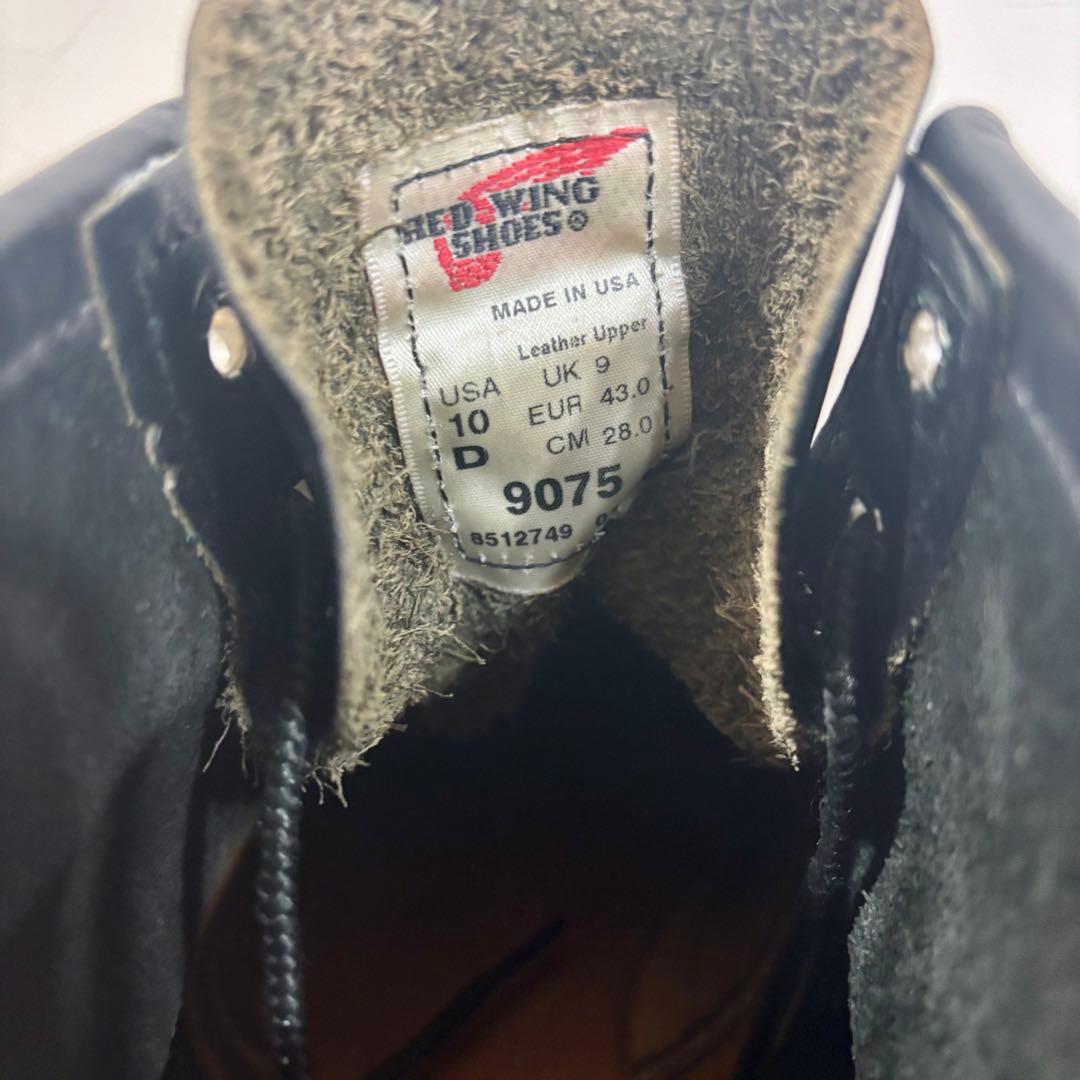 RED WING
SHOES®
MADE IN USA
Leather Upper
USA UK 9
10 EUR 43.0
D CM 28.0
9075
8512749